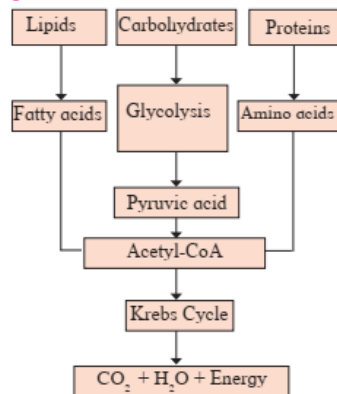 Lipids
Carbohydrates
Proteins
Fatty acids
Glycolysis
Amino acids
Pyruvic acid
Acetyl-CoA
Krebs Cycle
CO₂ + H₂O + Energy